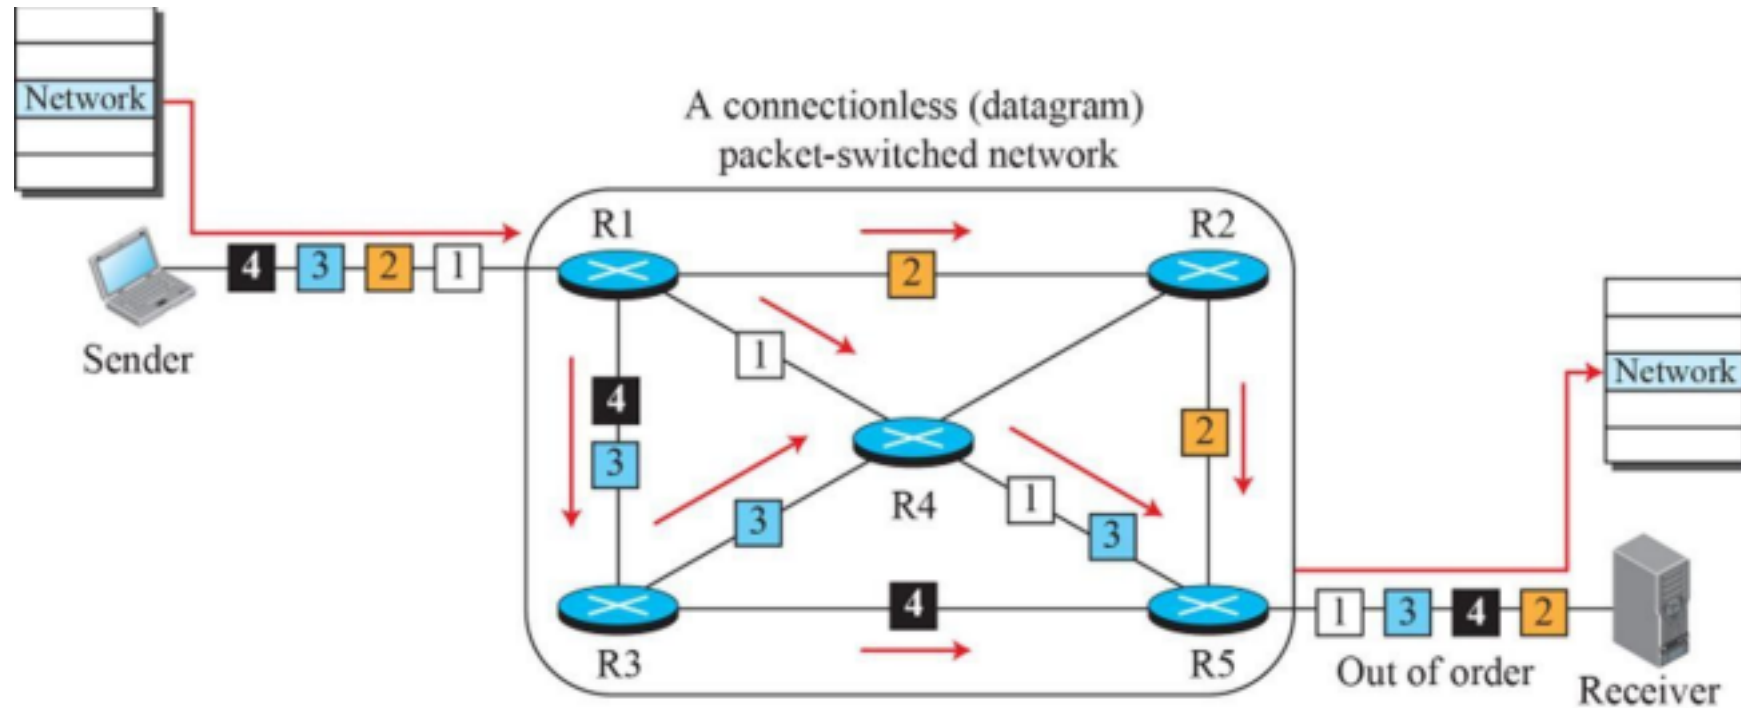 Network
A connectionless (datagram)
packet-switched network
R1
R2
4 3 2 1
2
Sender
1
Network
4
2
3
R4
1
3
3
4
R3
R5
1 3 4 2
Out of order
Receiver